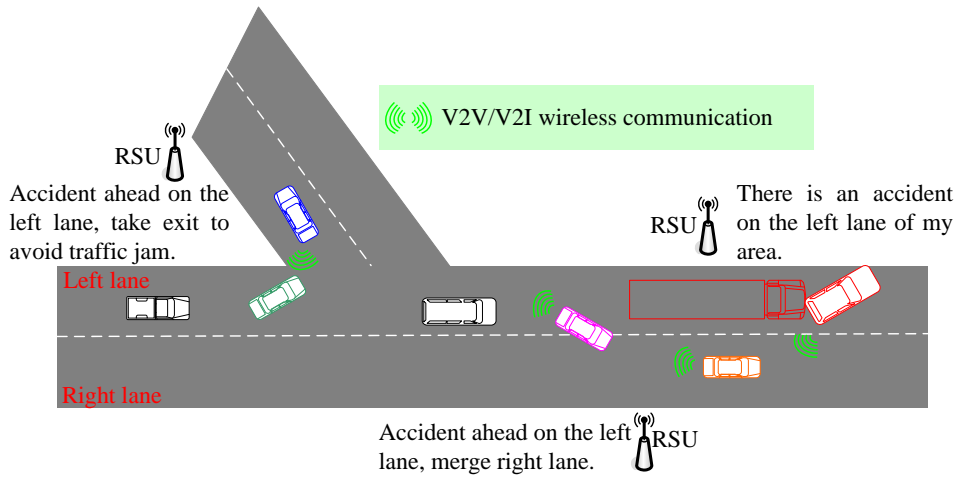 V2V/V2I wireless communication
RSU
Accident ahead on the
left lane, take exit to
avoid traffic jam.
RSU
There is an accident
on the left lane of my
area.
Left lane
Right lane
Accident ahead on the left
lane, merge right lane.
RSU